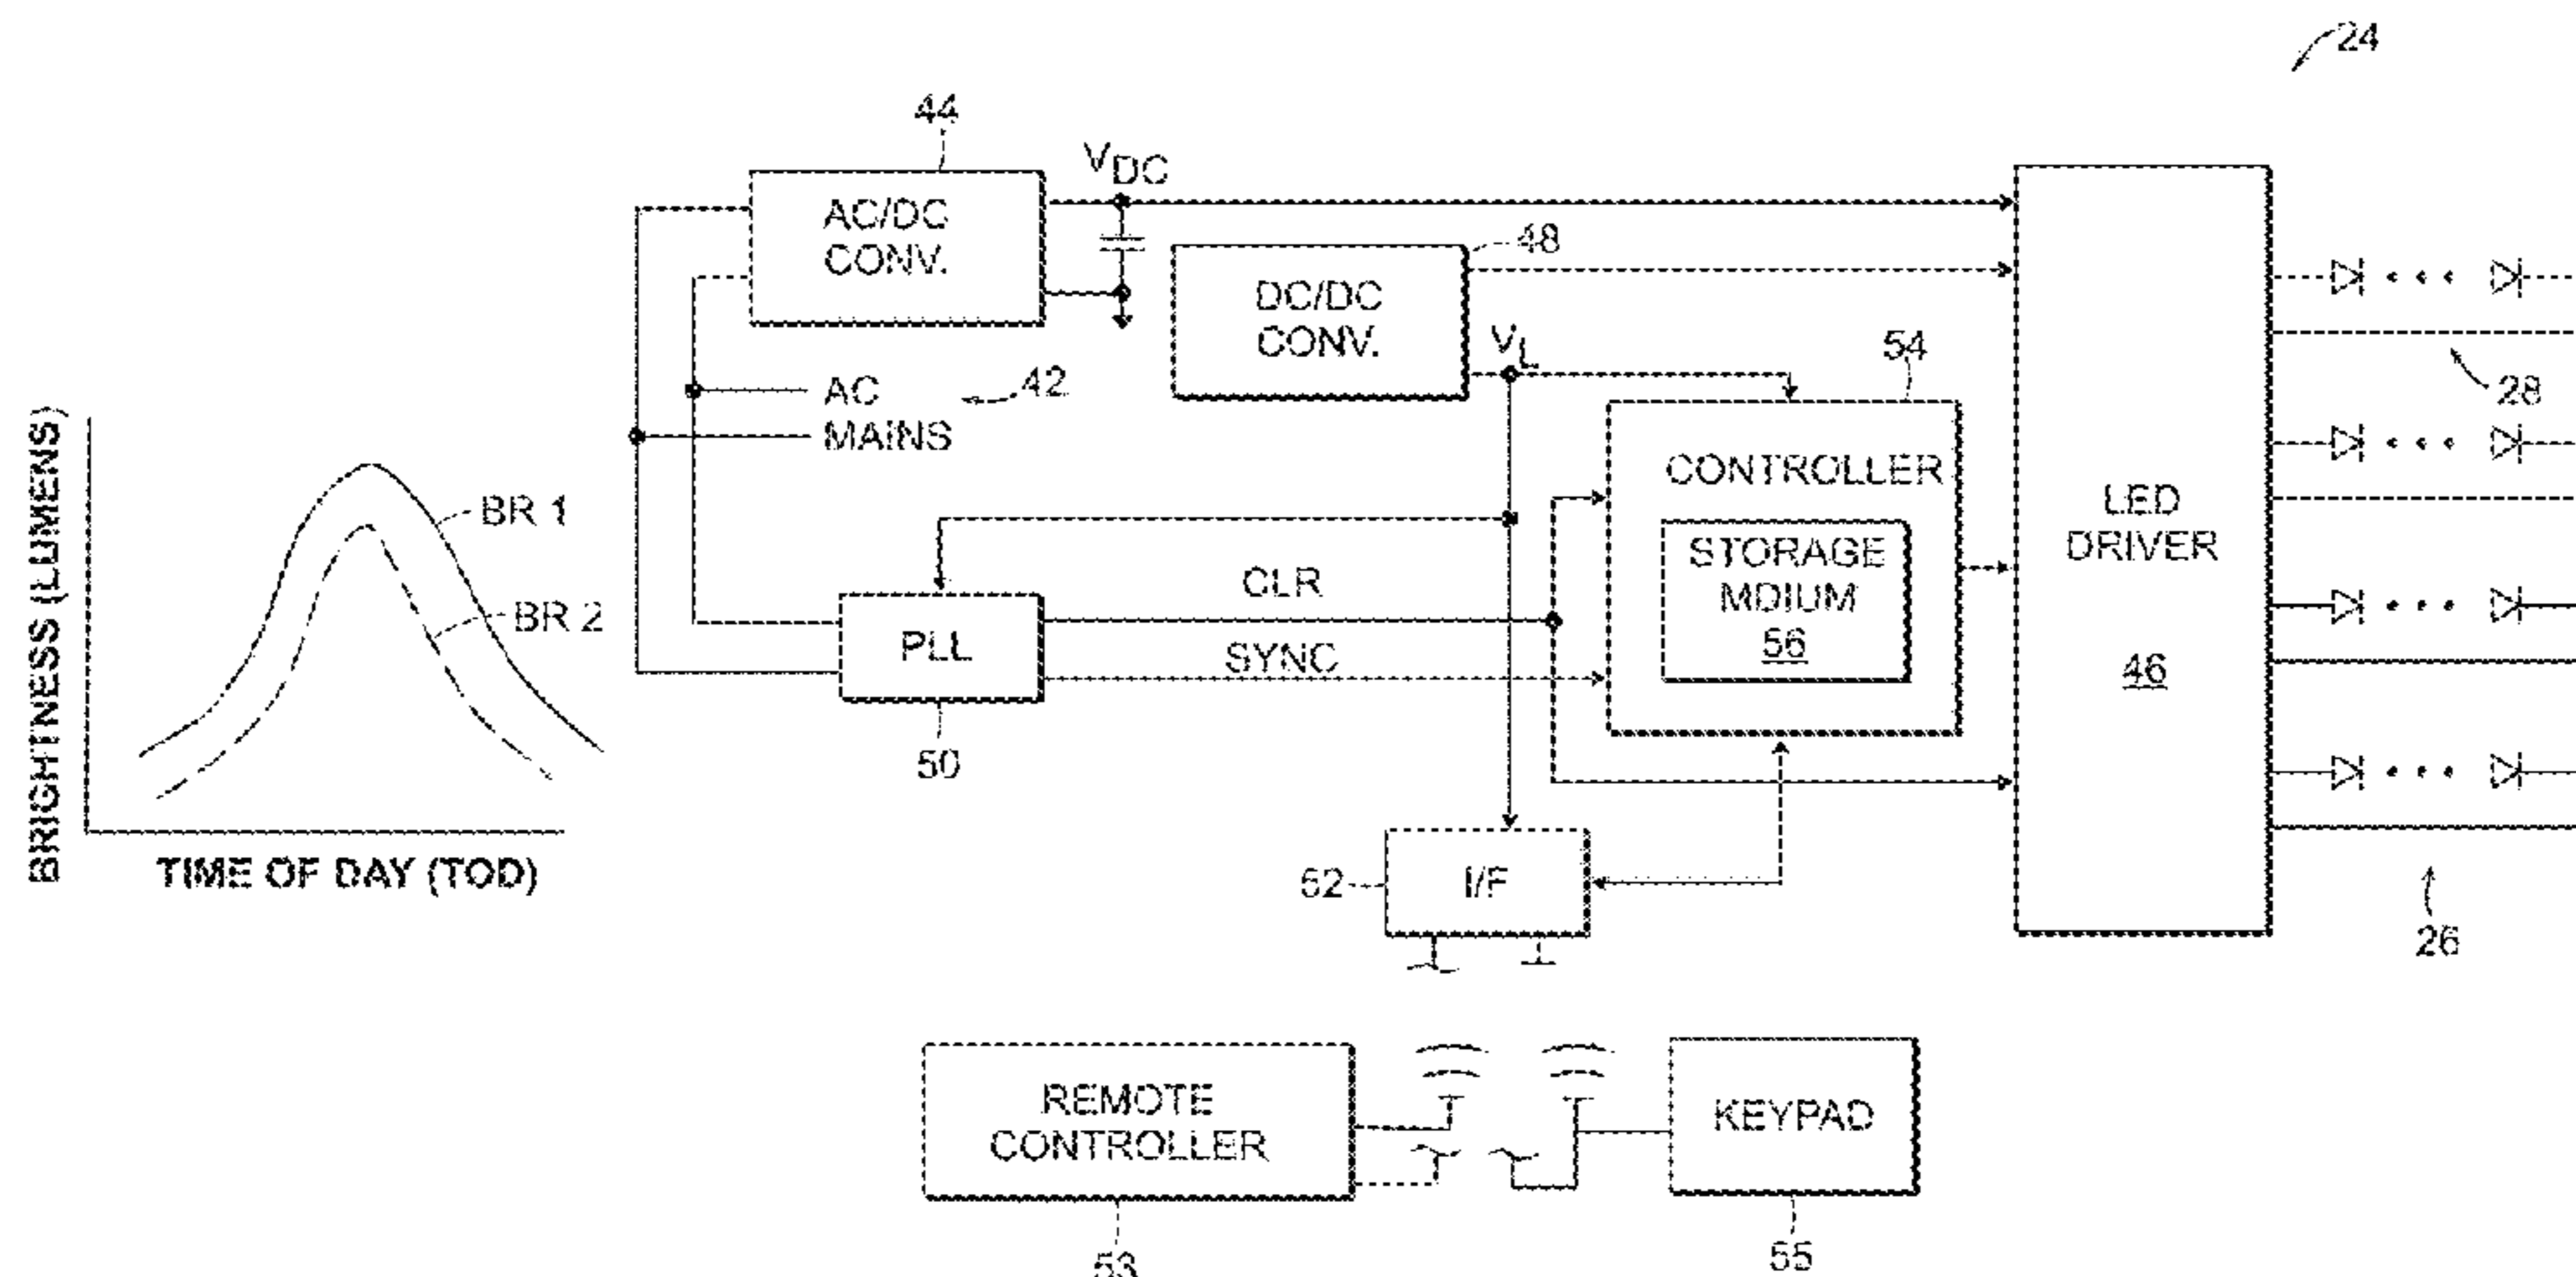 24
44
VDC
AC/DC
CONV.
48
DC/DC
CONV.
VL
54
AC
MAINS
42
28
BRIGHTNESS (LUMENS)
BR 1
BR 2
TIME OF DAY (TOD)
CONTROLLER
STORAGE
MDIUM
56
LED
DRIVER
46
CLR
SYNC
PLL
50
52
I/F
26
REMOTE
CONTROLLER
53
KEYPAD
55